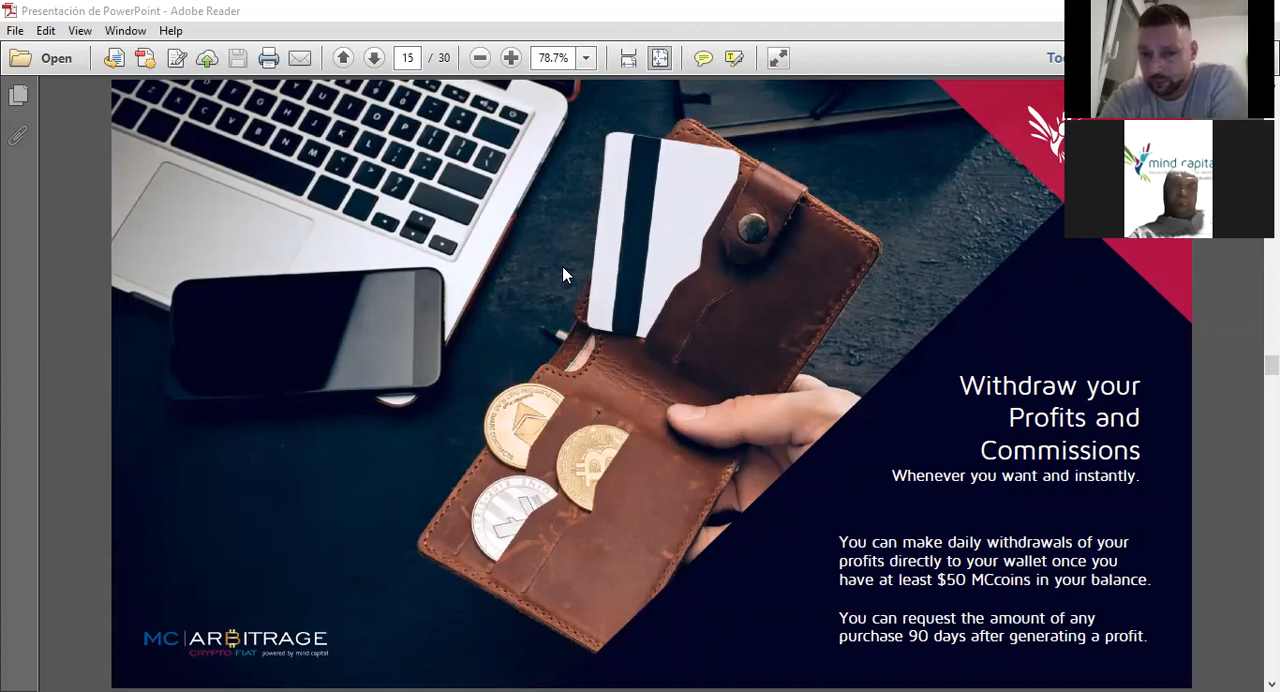 Presentación de PowerPoint - Adobe Reader
File Edit View Window Help
Open 15 / 30 78.7%
mind capital
Withdraw your
Profits and
Commissions
Whenever you want and instantly.
You can make daily withdrawals of your
profits directly to your wallet once you
have at least $50 MCcoins in your balance.
You can request the amount of any
purchase 90 days after generating a profit.
MC ARBITRAGE
CRYPTO FIAT powered by mind capital